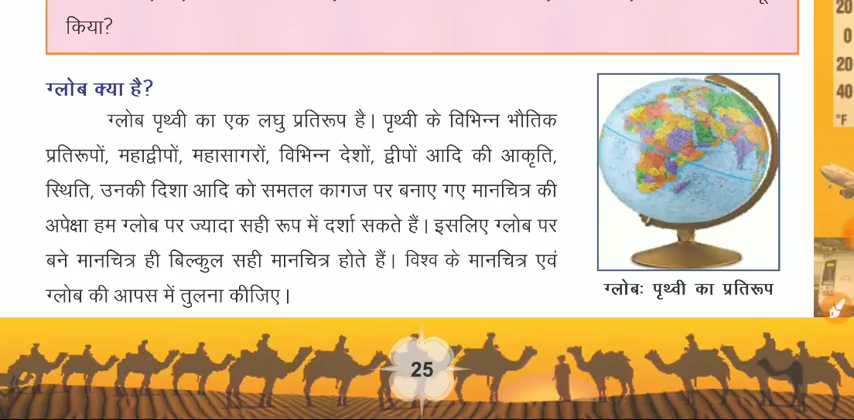 किया?
ग्लोब क्या है?
ग्लोब पृथ्वी का एक लघु प्रतिरूप है। पृथ्वी के विभिन्न भौतिक
प्रतिरूपों, महाद्वीपों, महासागरों, विभिन्न देशों, द्वीपों आदि की आकृति,
स्थिति, उनकी दिशा आदि को समतल कागज पर बनाए गए मानचित्र की
अपेक्षा हम ग्लोब पर ज्यादा सही रूप में दर्शा सकते हैं। इसलिए ग्लोब पर
बने मानचित्र ही बिल्कुल सही मानचित्र होते हैं। विश्व के मानचित्र एवं
ग्लोब की आपस में तुलना कीजिए।
ग्लोबः पृथ्वी का प्रतिरूप
25
20
0
20
40
°F